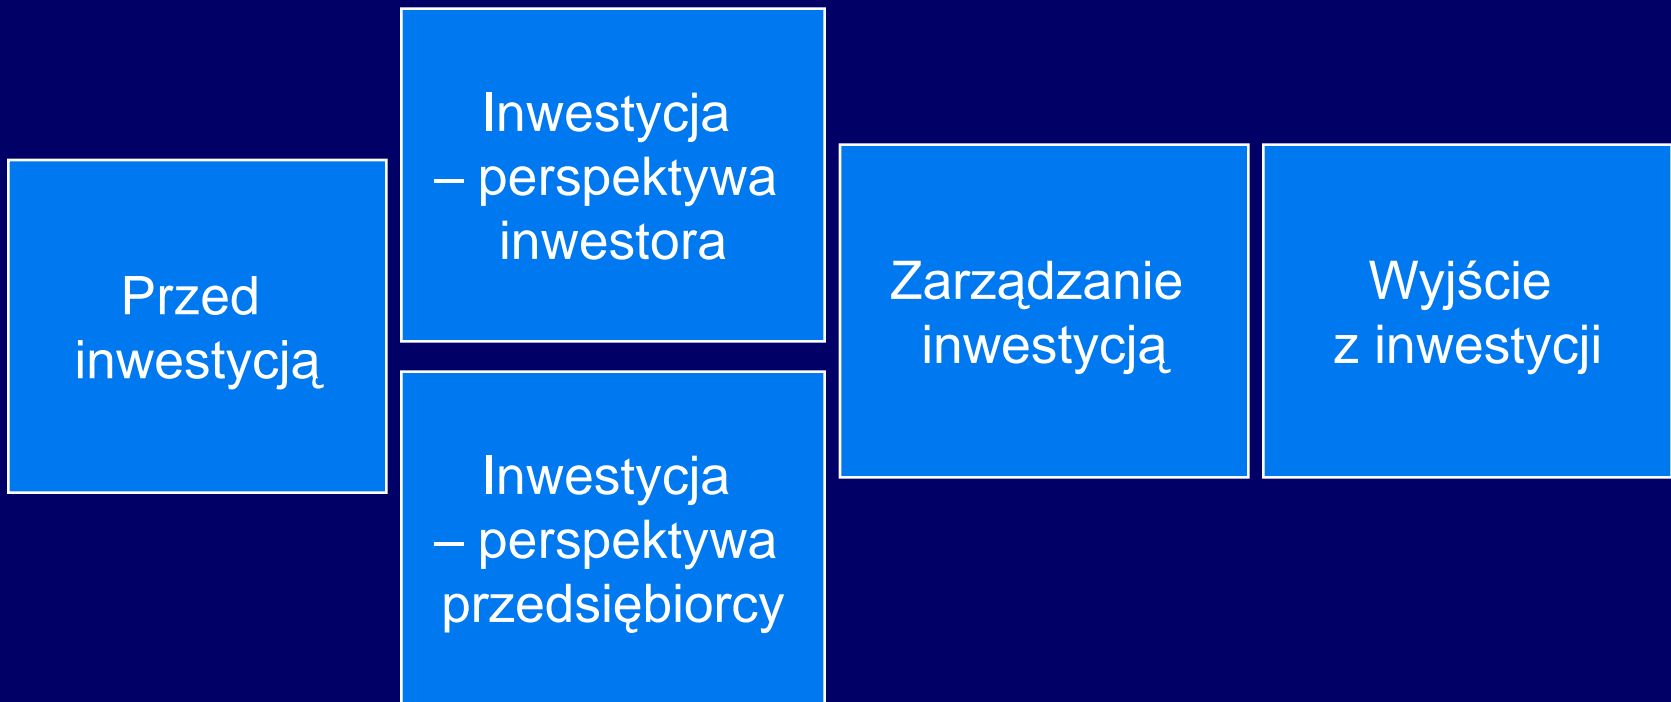 Przed
inwestycją
Inwestycja
– perspektywa
inwestora
Inwestycja
– perspektywa
przedsiębiorcy
Zarządzanie
inwestycją
Wyjście
z inwestycji